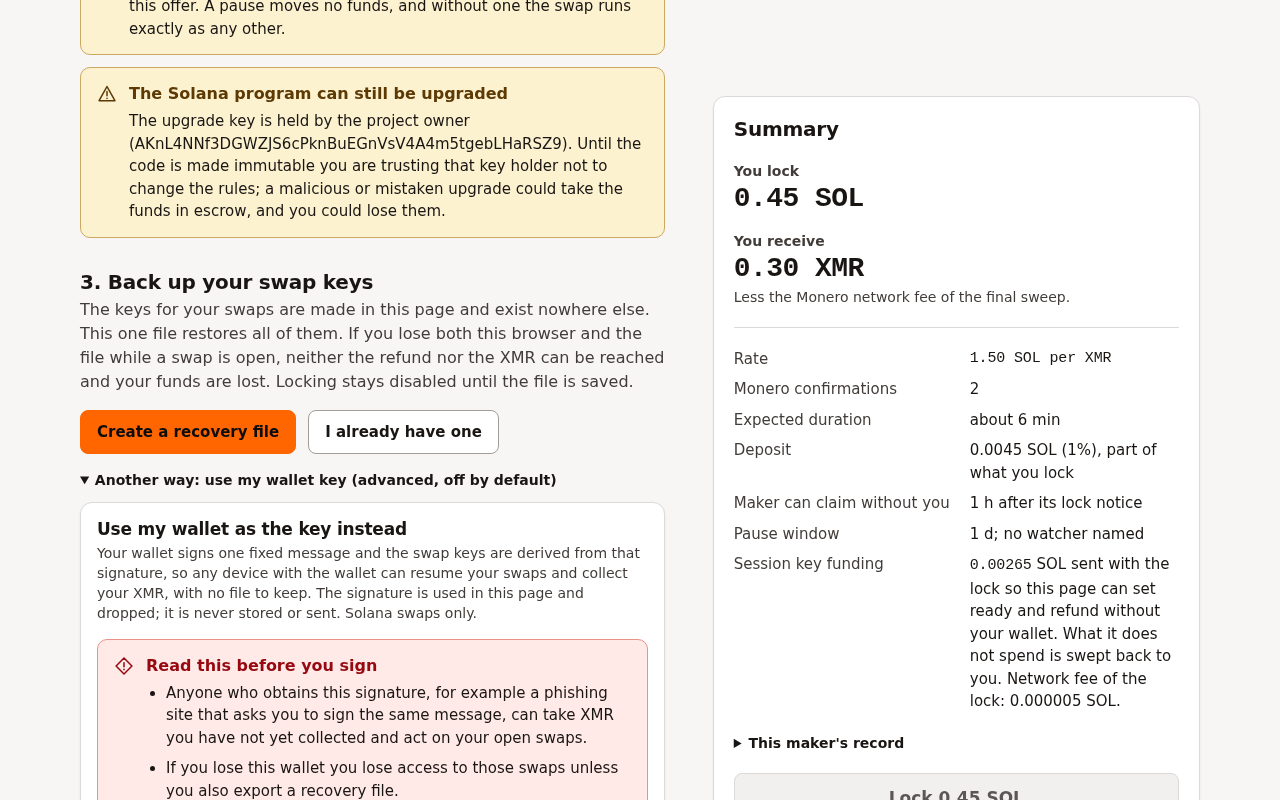 this offer. A pause moves no funds, and without one the swap runs
exactly as any other.
The Solana program can still be upgraded
The upgrade key is held by the project owner
(AKnL4NNf3DGWZJS6cPknBuEGnVsV4A4m5tgebLHaRSZ9). Until the
code is made immutable you are trusting that key holder not to
change the rules; a malicious or mistaken upgrade could take the
funds in escrow, and you could lose them.
3. Back up your swap keys
The keys for your swaps are made in this page and exist nowhere else.
This one file restores all of them. If you lose both this browser and the
file while a swap is open, neither the refund nor the XMR can be reached
and your funds are lost. Locking stays disabled until the file is saved.
Create a recovery file
I already have one
Another way: use my wallet key (advanced, off by default)
Use my wallet as the key instead
Your wallet signs one fixed message and the swap keys are derived from that
signature, so any device with the wallet can resume your swaps and collect
your XMR, with no file to keep. The signature is used in this page and
dropped; it is never stored or sent. Solana swaps only.
Read this before you sign
• Anyone who obtains this signature, for example a phishing
site that asks you to sign the same message, can take XMR
you have not yet collected and act on your open swaps.
• If you lose this wallet you lose access to those swaps unless
you also export a recovery file.
Summary
You lock
0.45 SOL
You receive
0.30 XMR
Less the Monero network fee of the final sweep.
Rate
1.50 SOL per XMR
Monero confirmations
2
Expected duration
about 6 min
Deposit
0.0045 SOL (1%), part of
what you lock
Maker can claim without you
1 h after its lock notice
Pause window
1 d; no watcher named
Session key funding
0.00265 SOL sent with the
lock so this page can set
ready and refund without
your wallet. What it does
not spend is swept back to
you. Network fee of the
lock: 0.000005 SOL.
This maker's record
Lock 0.45 SOL